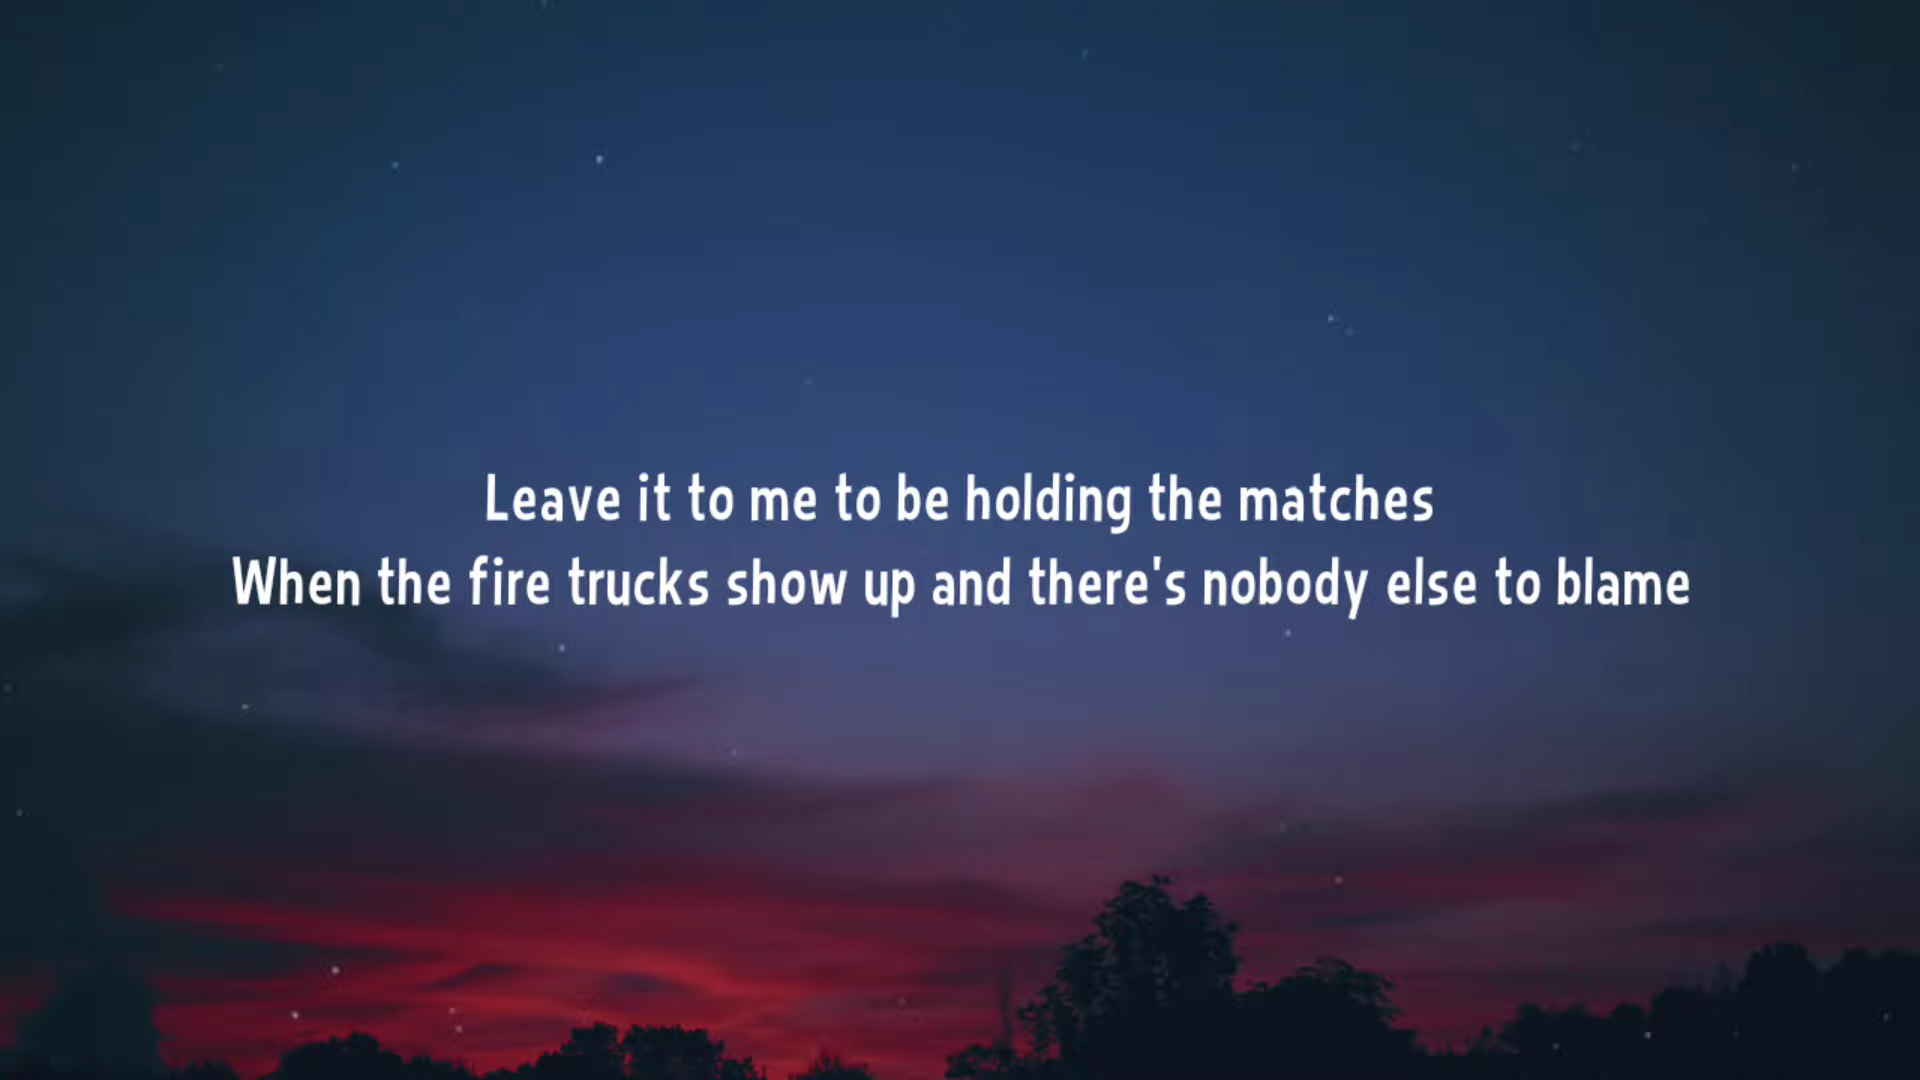 Leave it to me to be holding the matches
When the fire trucks show up and there's nobody else to blame